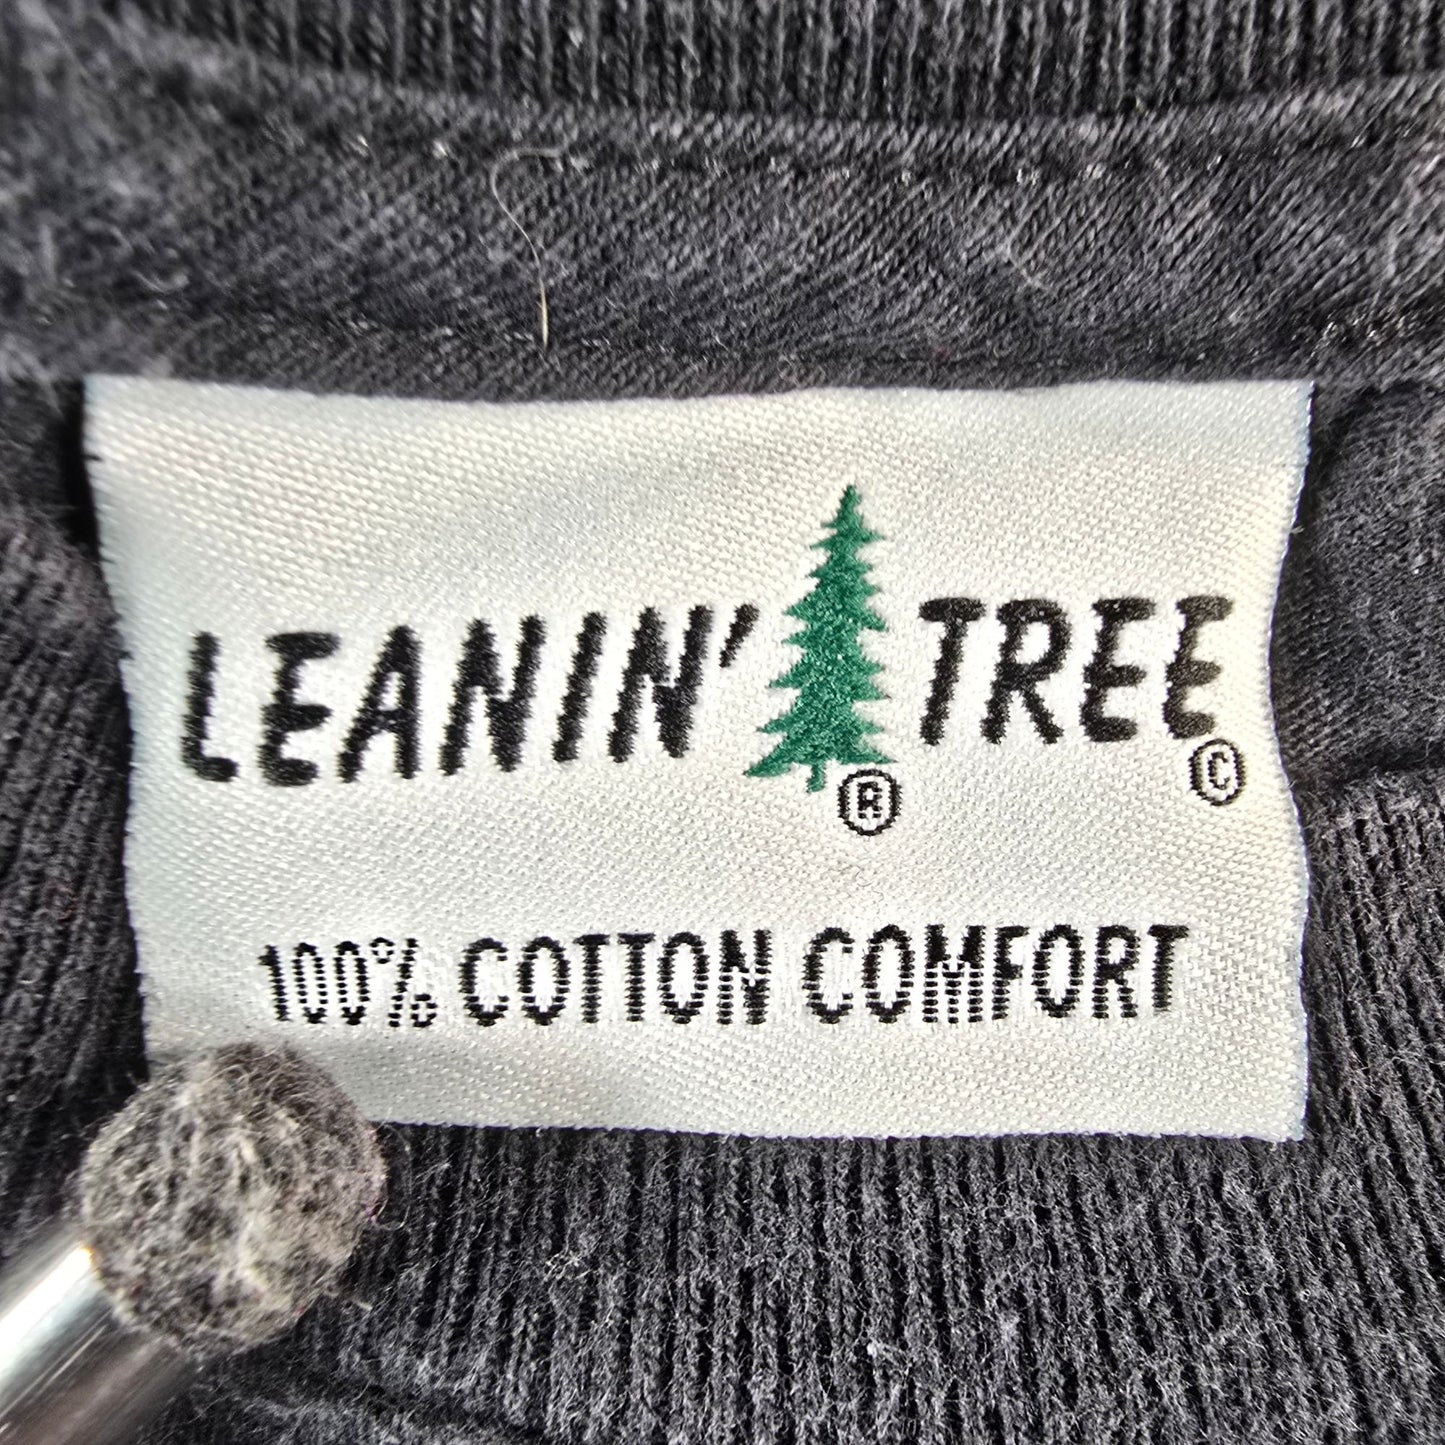 LEANIN' TREE
®
©
100% COTTON COMFORT